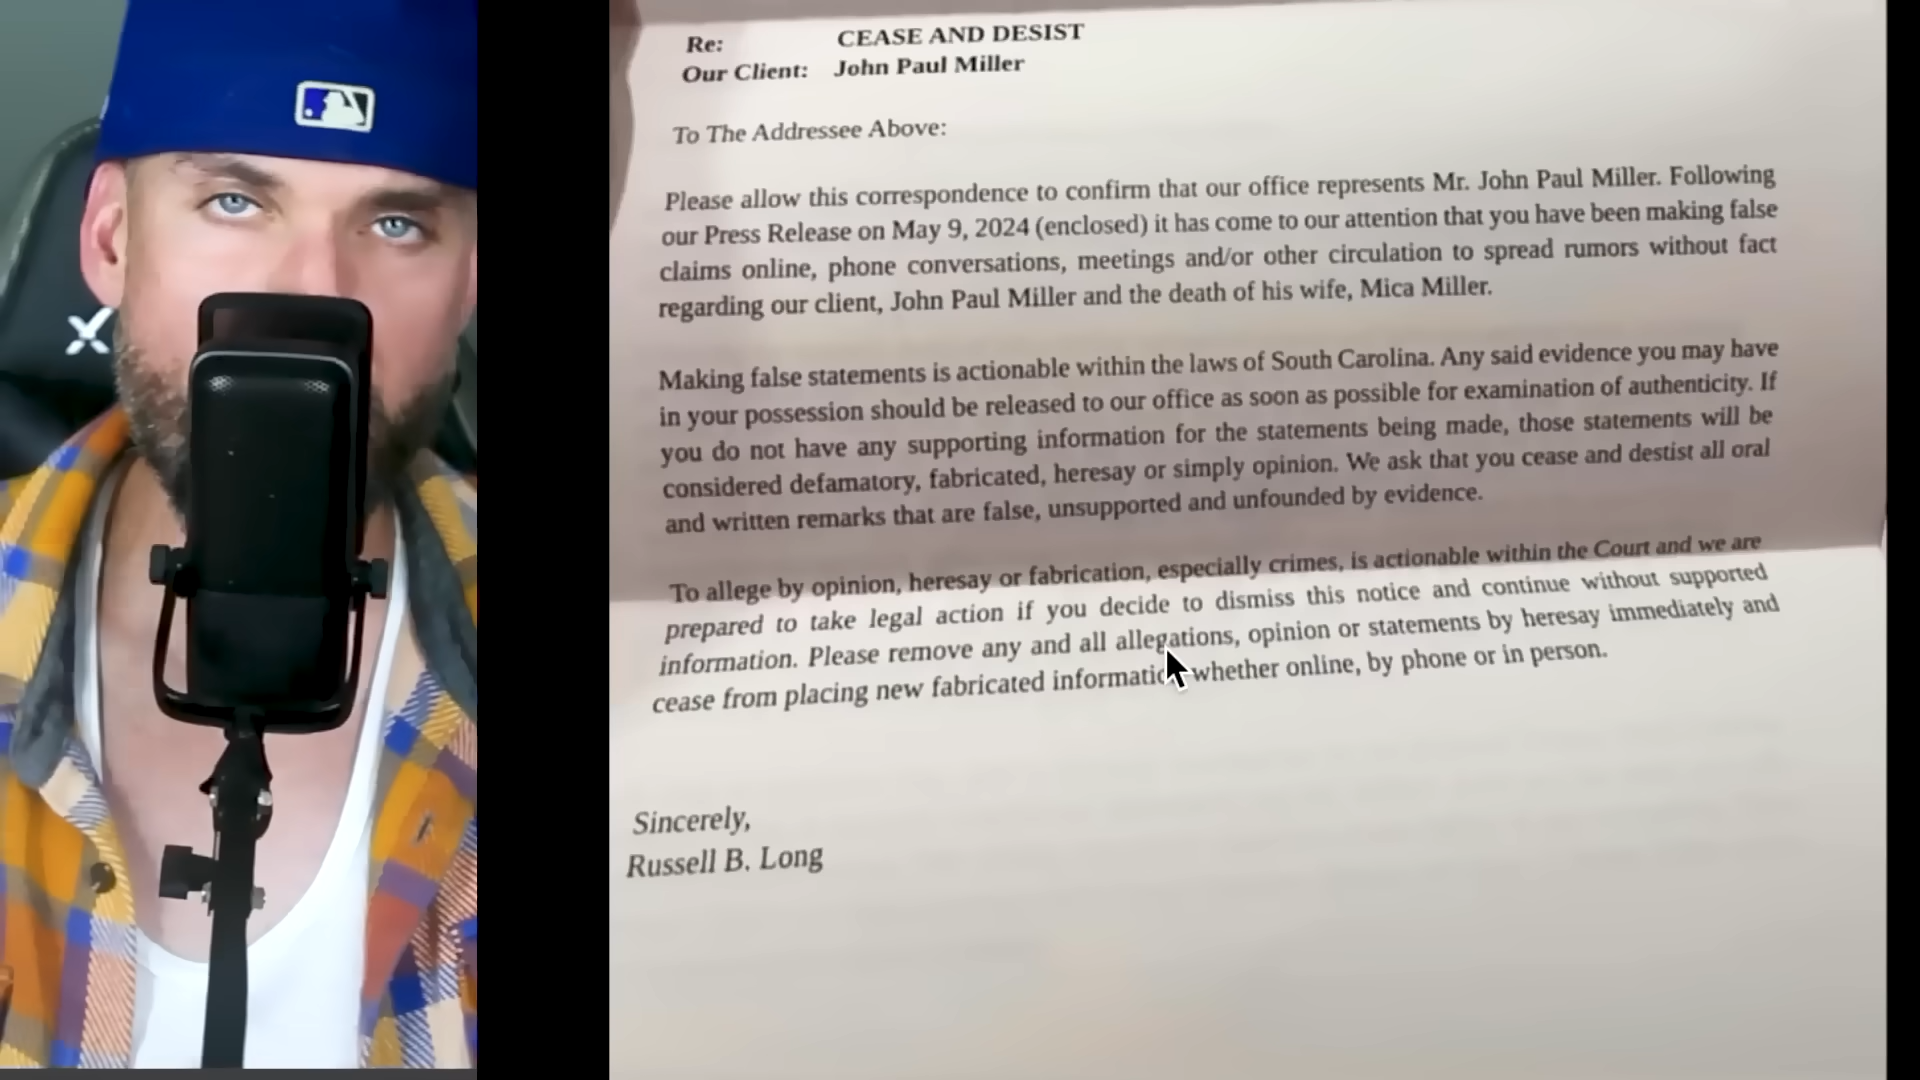 Re: CEASE AND DESIST
Our Client: John Paul Miller
To The Addressee Above:
Please allow this correspondence to confirm that our office represents Mr. John Paul Miller. Following
our Press Release on May 9, 2024 (enclosed) it has come to our attention that you have been making false
claims online, phone conversations, meetings and/or other circulation to spread rumors without fact
regarding our client, John Paul Miller and the death of his wife, Mica Miller.
Making false statements is actionable within the laws of South Carolina. Any said evidence you may have
in your possession should be released to our office as soon as possible for examination of authenticity. If
you do not have any supporting information for the statements being made, those statements will be
considered defamatory, fabricated, heresay or simply opinion. We ask that you cease and destist all oral
and written remarks that are false, unsupported and unfounded by evidence.
To allege by opinion, heresay or fabrication, especially crimes, is actionable within the Court and we are
prepared to take legal action if you decide to dismiss this notice and continue without supported
information. Please remove any and all allegations, opinion or statements by heresay immediately and
cease from placing new fabricated informatio whether online, by phone or in person.
Sincerely,
Russell B. Long